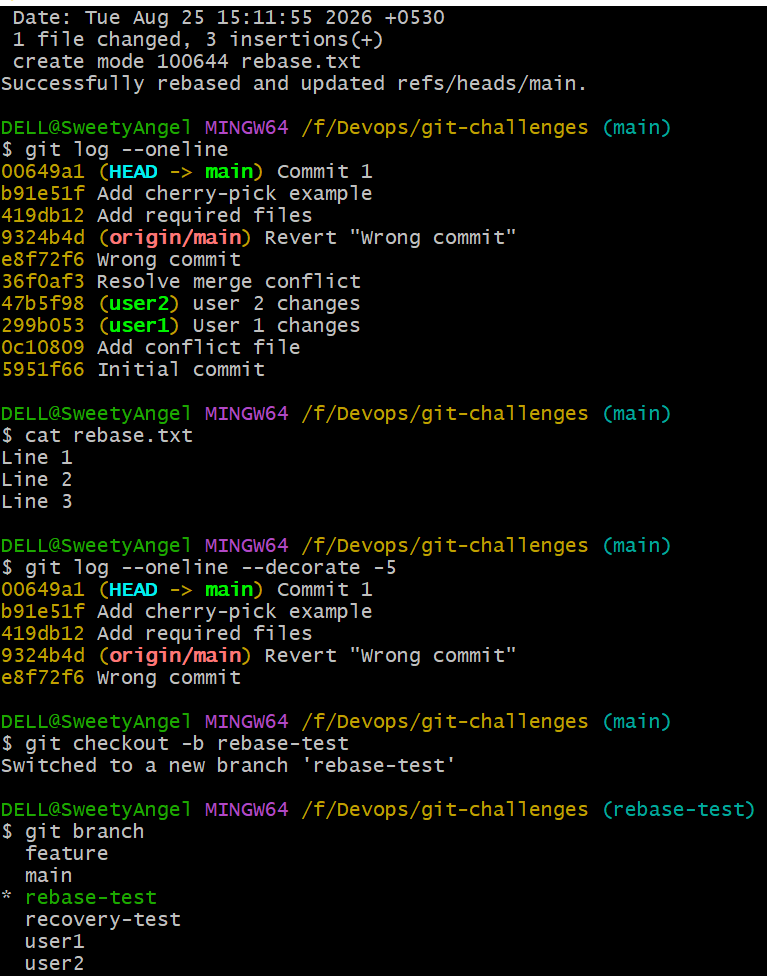 Date: Tue Aug 25 15:11:55 2026 +0530
1 file changed, 3 insertions(+)
create mode 100644 rebase.txt
Successfully rebased and updated refs/heads/main.
DELL@SweetyAngel MINGW64 /f/Devops/git-challenges (main)
$ git log --oneline
00649a1 (HEAD -> main) Commit 1
b91e51f Add cherry-pick example
419db12 Add required files
9324b4d (origin/main) Revert "Wrong commit"
e8f72f6 Wrong commit
36f0af3 Resolve merge conflict
47b5f98 (user2) user 2 changes
299b053 (user1) User 1 changes
0c10809 Add conflict file
5951f66 Initial commit
DELL@SweetyAngel MINGW64 /f/Devops/git-challenges (main)
$ cat rebase.txt
Line 1
Line 2
Line 3
DELL@SweetyAngel MINGW64 /f/Devops/git-challenges (main)
$ git log --oneline --decorate -5
00649a1 (HEAD -> main) Commit 1
b91e51f Add cherry-pick example
419db12 Add required files
9324b4d (origin/main) Revert "Wrong commit"
e8f72f6 Wrong commit
DELL@SweetyAngel MINGW64 /f/Devops/git-challenges (main)
$ git checkout -b rebase-test
Switched to a new branch 'rebase-test'
DELL@SweetyAngel MINGW64 /f/Devops/git-challenges (rebase-test)
$ git branch
feature
main
* rebase-test
recovery-test
user1
user2